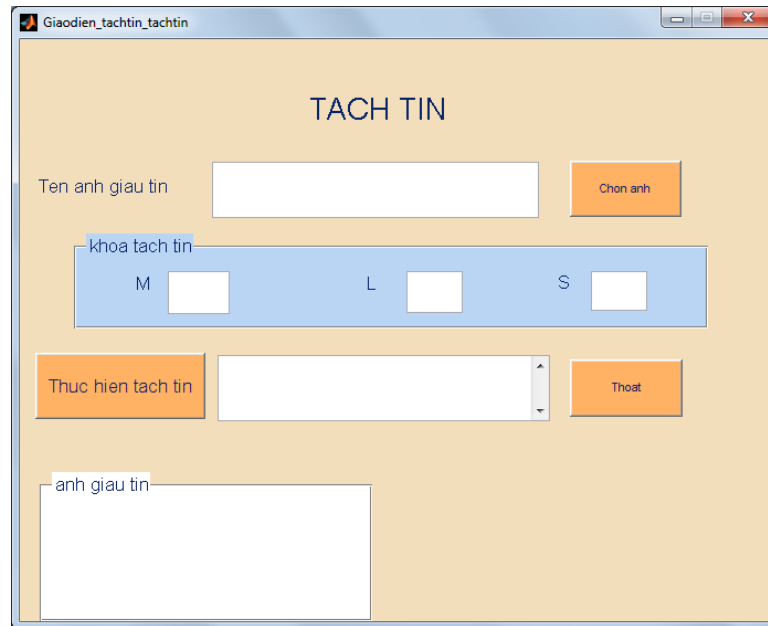 Giaodien_tachtin_tachtin
TACH TIN
Ten anh giau tin
Chon anh
khoa tach tin
M L S
Thuc hien tach tin
Thoat
anh giau tin